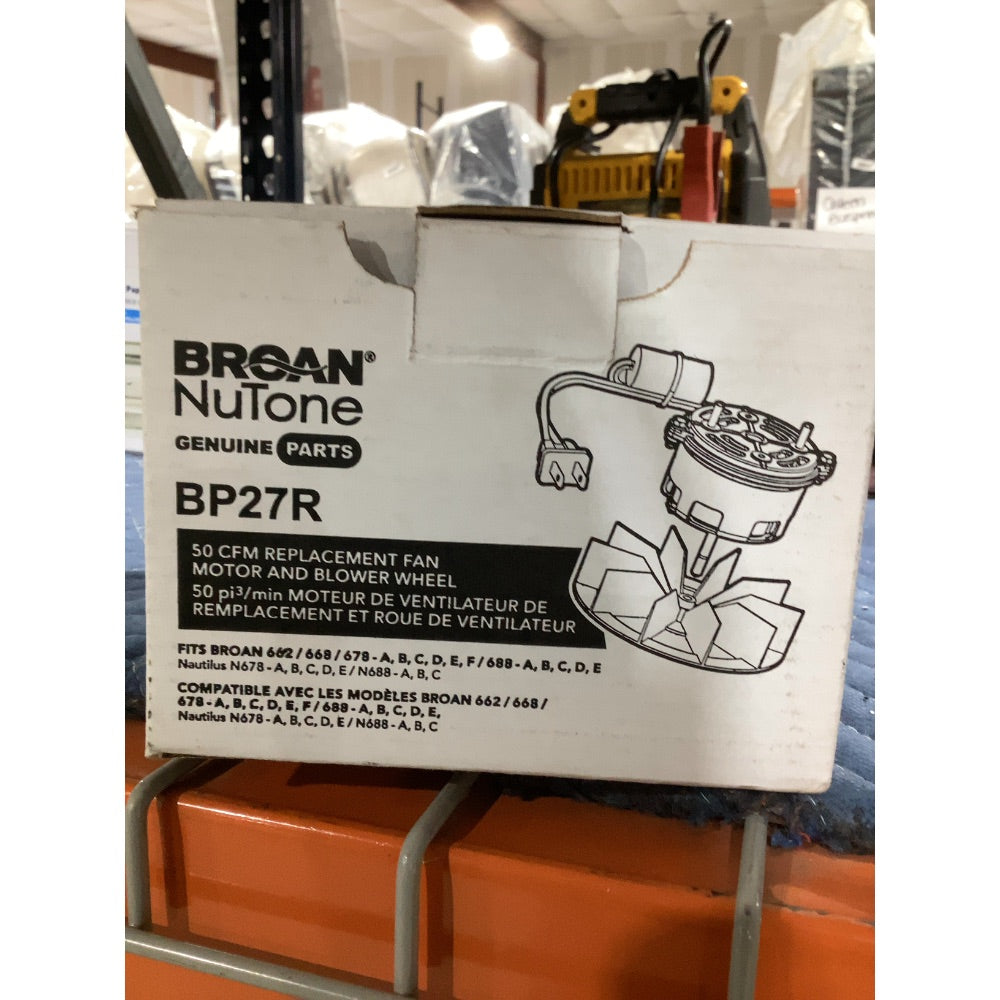 BROAN®
NuTone
GENUINE PARTS
BP27R
50 CFM REPLACEMENT FAN
MOTOR AND BLOWER WHEEL
50 pi³/min MOTEUR DE VENTILATEUR DE
REMPLACEMENT ET ROUE DE VENTILATEUR
FITS BROAN 662 / 668 / 678 - A, B, C, D, E, F / 688 - A, B, C, D, E
Nautilus N678 - A, B, C, D, E / N688 - A, B, C
COMPATIBLE AVEC LES MODÈLES BROAN 662 / 668 /
678 - A, B, C, D, E, F / 688 - A, B, C, D, E,
Nautilus N678 - A, B, C, D, E / N688 - A, B, C